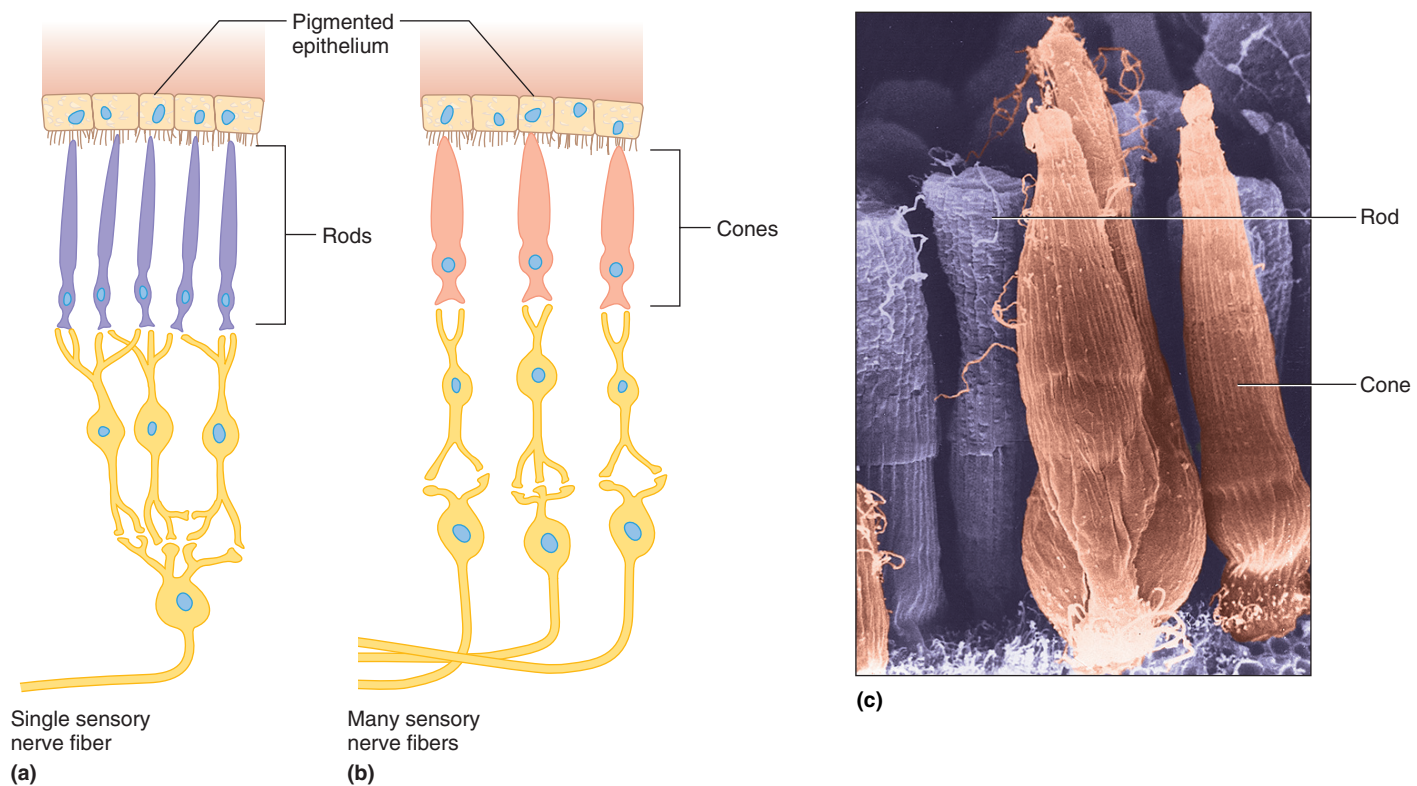 Pigmented
epithelium
Rods
Cones
Rod
Cone
Single sensory
nerve fiber
(a)
Many sensory
nerve fibers
(b)
(c)